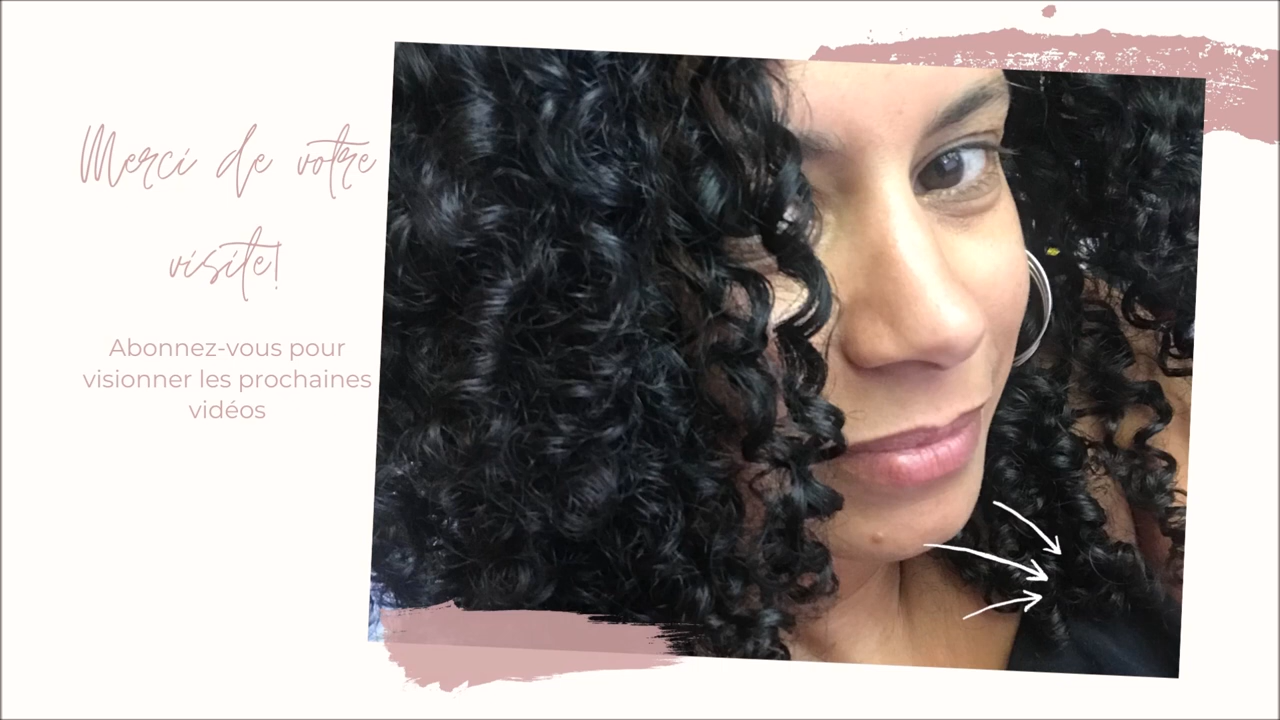 Merci de votre
visite!
Abonnez-vous pour
visionner les prochaines
vidéos